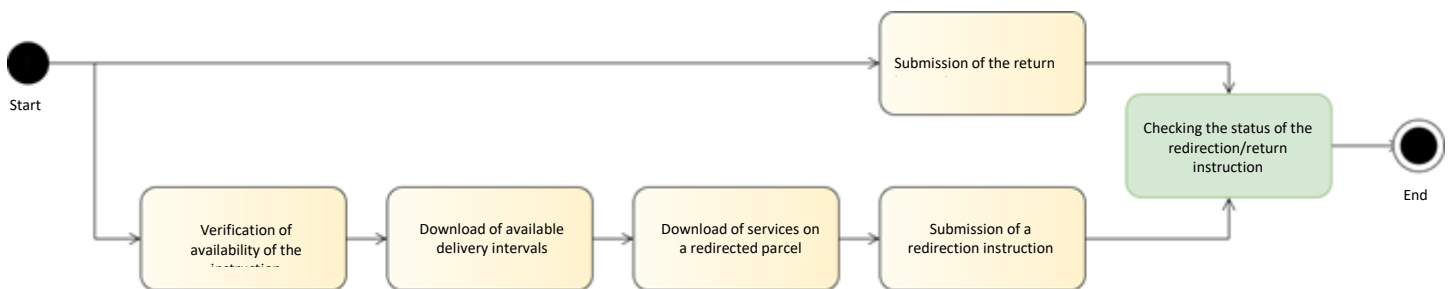 Submission of the return
Start
Checking the status of the
redirection/return
instruction
End
Verification of
availability of the
Download of available
delivery intervals
Download of services on
a redirected parcel
Submission of a
redirection instruction